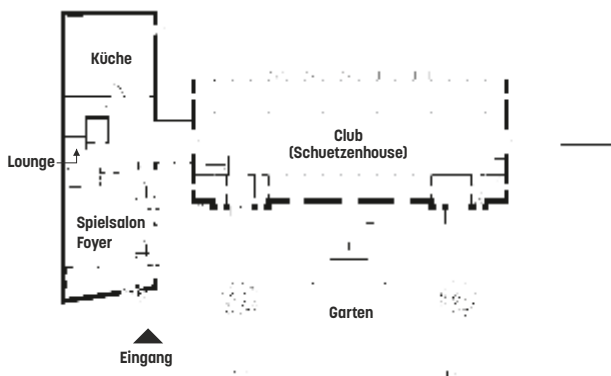 Küche
Club
(Schuetzenhouse)
Lounge
Spielsalon
Foyer
Garten
Eingang